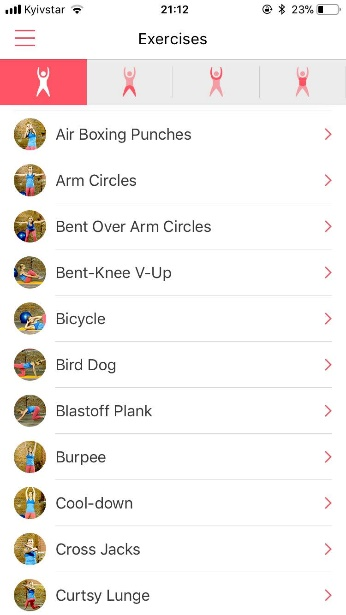 Kyivstar 21:12 23%
Exercises
Air Boxing Punches
Arm Circles
Bent Over Arm Circles
Bent-Knee V-Up
Bicycle
Bird Dog
Blastoff Plank
Burpee
Cool-down
Cross Jacks
Curtsy Lunge